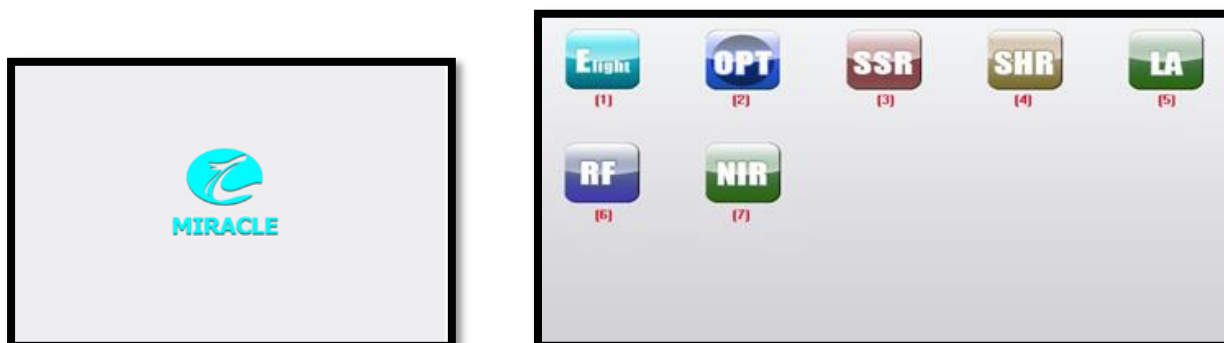 MIRACLE
Elight OPT SSR SHR LA
(1) (2) (3) (4) (5)
RF NIR
(6) (7)